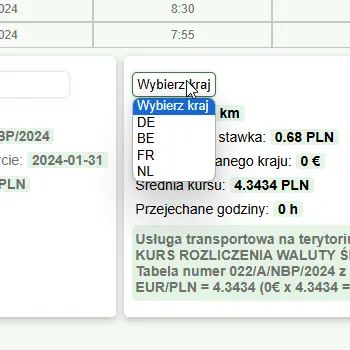 024 8:30
024 7:55
Wybierz kraj
Wybierz kraj
DE
BE
FR
NL
km
stawka: 0.68 PLN
anego kraju: 0 €
Średnia kursu: 4.3434 PLN
Przejechane godziny: 0 h
Usługa transportowa na terytori
KURS ROZLICZENIA WALUTY Ś
Tabela numer 022/A/NBP/2024 z
EUR/PLN = 4.3434 (0€ x 4.3434 =
BP/2024
cie: 2024-01-31
PLN